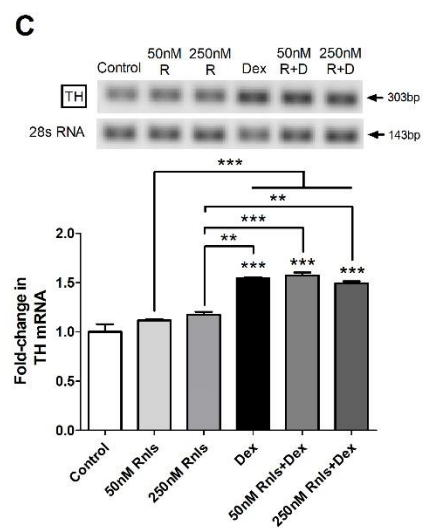 C
Control 50nM R 250nM R Dex 50nM R+D 250nM R+D
TH 303bp
28s RNA 143bp
***
**
***
**
*** *** ***
Fold-change in TH mRNA
2.0
1.5
1.0
0.5
0.0
Control
50nM Rnls
250nM Rnls
Dex
50nM Rnls+Dex
250nM Rnls+Dex